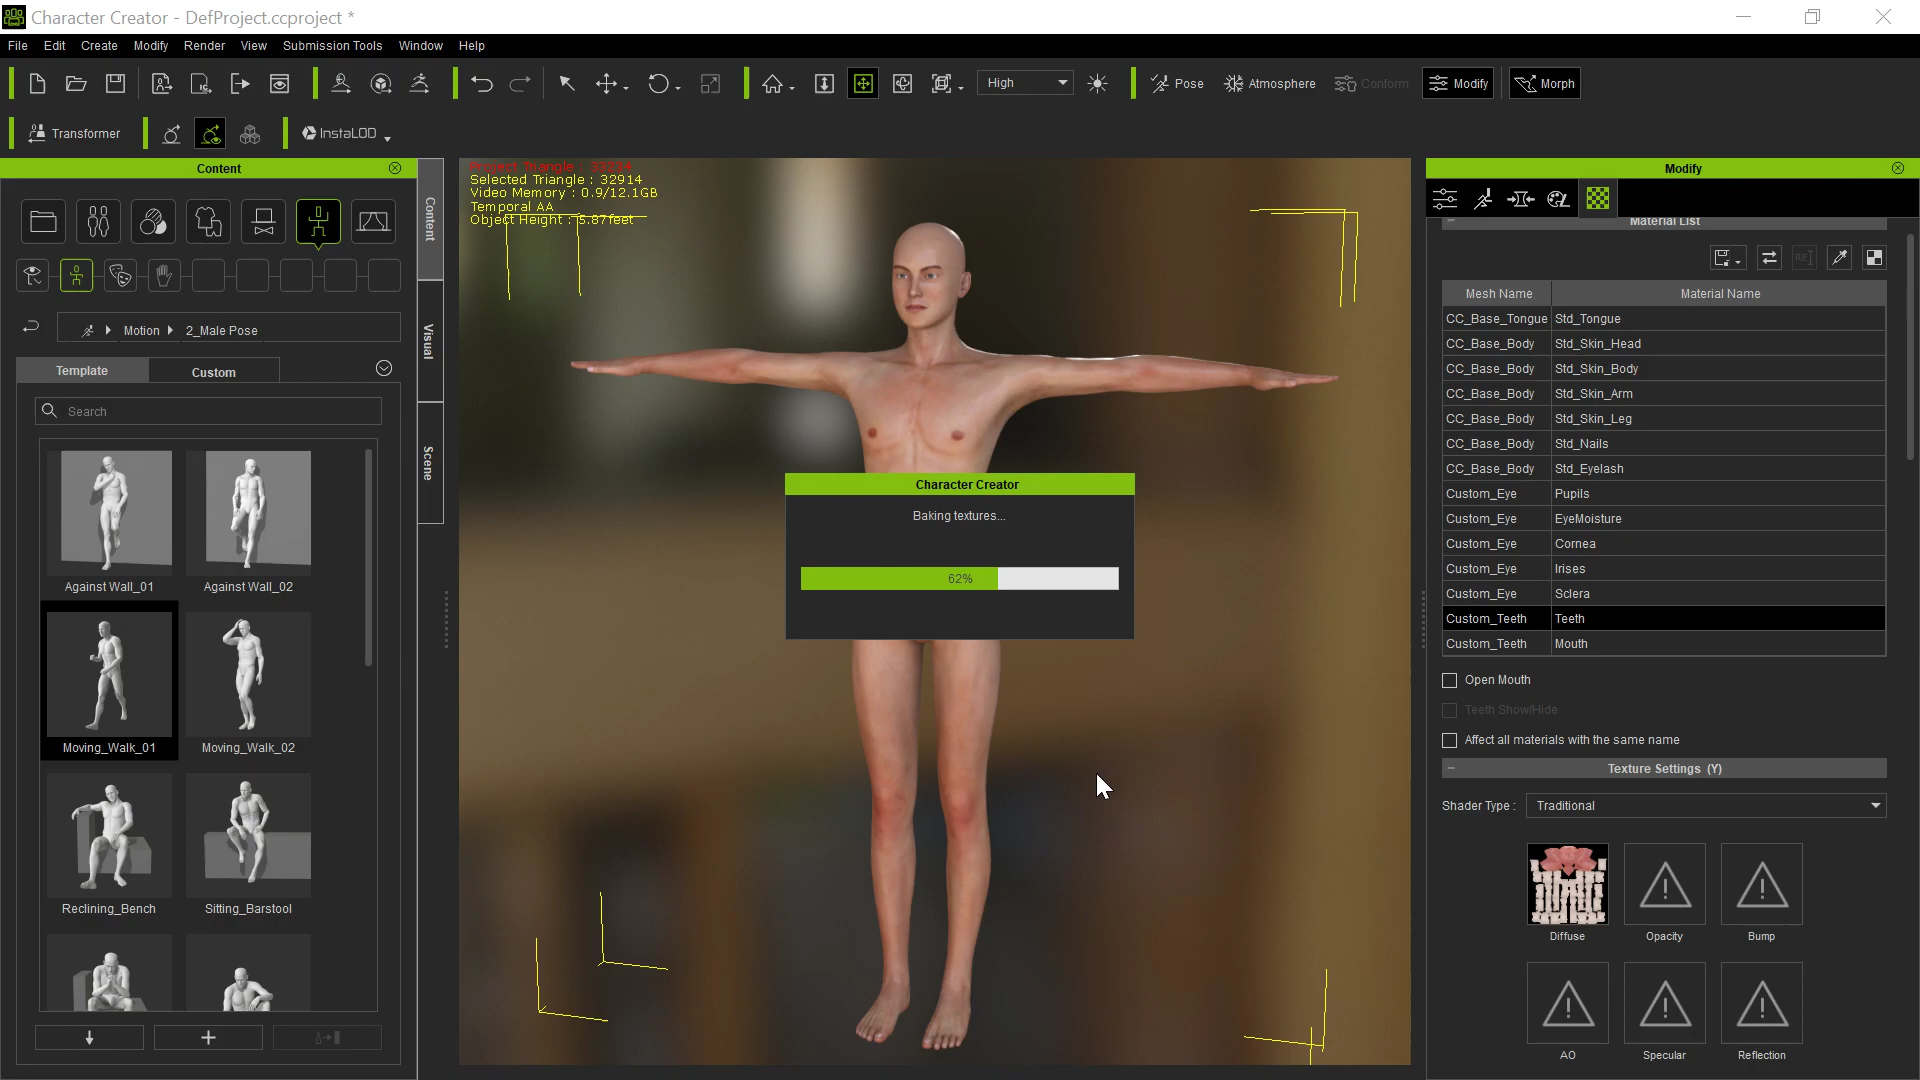 Character Creator - DefProject.ccproject *
File Edit Create Modify Render View Submission Tools Window Help
High Pose Atmosphere Conform Modify Morph
Transformer InstaLOD
Content
Motion 2_Male Pose
Template Custom
Search
Against Wall_01 Against Wall_02
Moving_Walk_01 Moving_Walk_02
Reclining_Bench Sitting_Barstool
Content
Visual
Scene
Project Triangle :
Selected Triangle : 32914
Video Memory : 0.9/12.1GB
Temporal AA
Object Height : 5.87feet
Character Creator
Baking textures...
62%
Modify
Material List
Mesh Name Material Name
CC_Base_Tongue Std_Tongue
CC_Base_Body Std_Skin_Head
CC_Base_Body Std_Skin_Body
CC_Base_Body Std_Skin_Arm
CC_Base_Body Std_Skin_Leg
CC_Base_Body Std_Nails
CC_Base_Body Std_Eyelash
Custom_Eye Pupils
Custom_Eye EyeMoisture
Custom_Eye Cornea
Custom_Eye Irises
Custom_Eye Sclera
Custom_Teeth Teeth
Custom_Teeth Mouth
Open Mouth
Teeth Show/Hide
Affect all materials with the same name
Texture Settings (Y)
Shader Type : Traditional
Diffuse Opacity Bump
AO Specular Reflection